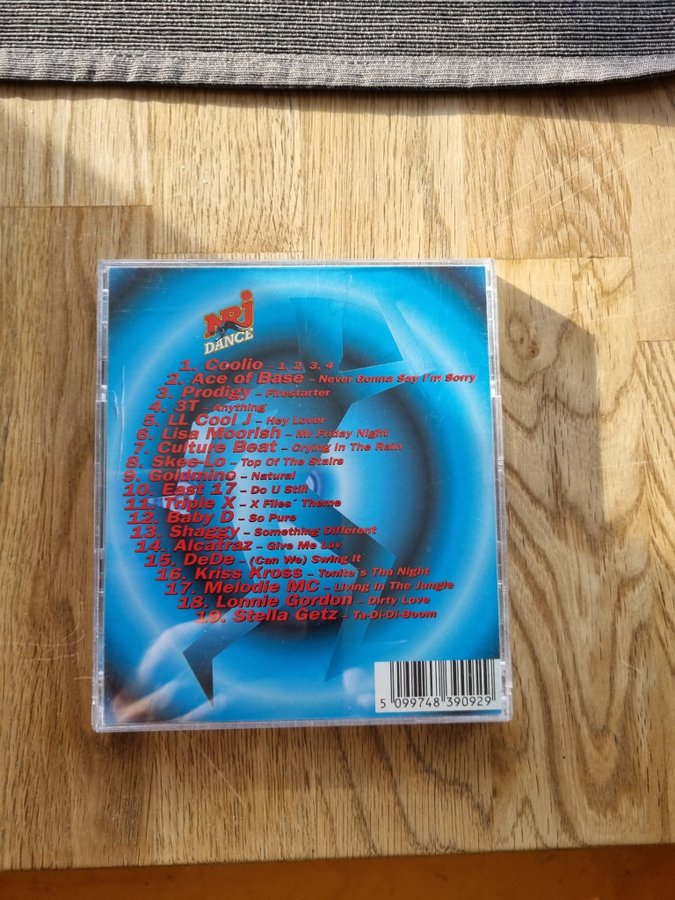 NRJ
DANCE
1. Coolio – 1, 2, 3, 4
2. Ace of Base – Never Gonna Say I'm Sorry
3. Prodigy – Firestarter
4. 3T – Anything
5. LL Cool J – Hey Lover
6. Lisa Moorish – Mr Friday Night
7. Culture Beat – Crying In The Rain
8. Skee-Lo – Top Of The Stairs
9. Goldmino – Natural
10. East 17 – Do U Still
11. Triple X – X Files´ Theme
12. Baby D – So Pure
13. Shaggy – Something Different
14. Alcatraz – Give Me Luv
15. DeDe – (Can We) Swing It
16. Kriss Kross – Tonite´s Tha Night
17. Melodie MC – Living In The Jungle
18. Lonnie Gordon – Dirty Love
19. Stella Getz – Ta-Di-Di-Boom
5 099748 390929